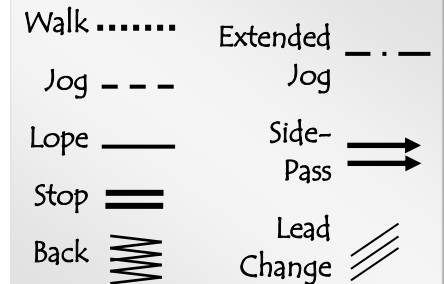 Walk
Jog
Lope
Stop
Back
Extended
Jog
Side-
Pass
Lead
Change